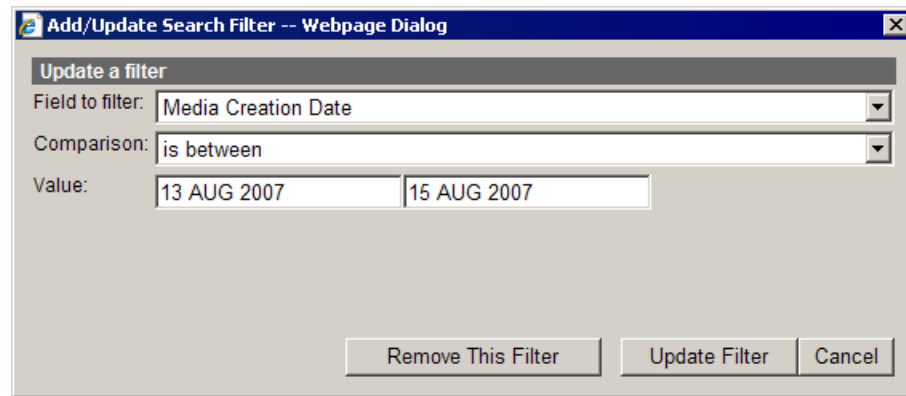 Add/Update Search Filter -- Webpage Dialog
Update a filter
Field to filter: Media Creation Date
Comparison: is between
Value: 13 AUG 2007 15 AUG 2007
Remove This Filter Update Filter Cancel